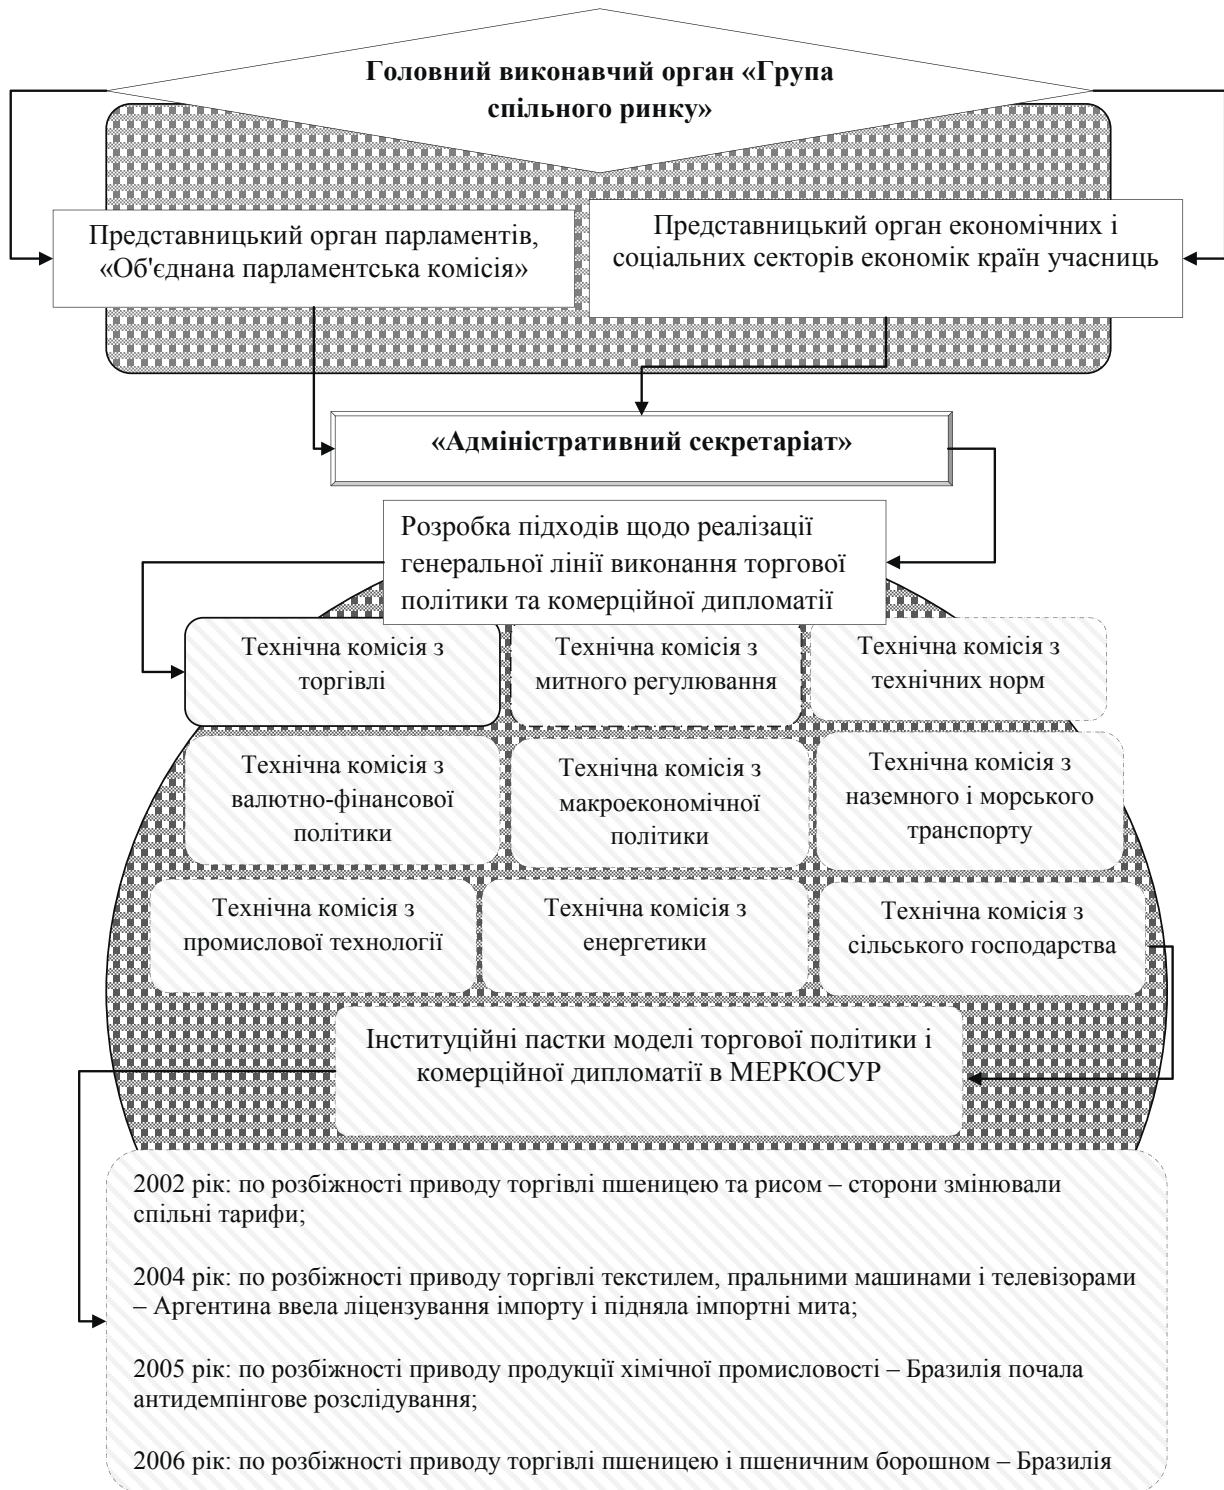 Головний виконавчий орган «Група
спільного ринку»
Представницький орган парламентів,
«Об'єднана парламентська комісія»
Представницький орган економічних і
соціальних секторів економік країн учасниць
«Адміністративний секретаріат»
Розробка підходів щодо реалізації
генеральної лінії виконання торгової
політики та комерційної дипломатії
Технічна комісія з
торгівлі
Технічна комісія з
митного регулювання
Технічна комісія з
технічних норм
Технічна комісія з
валютно-фінансової
політики
Технічна комісія з
макроекономічної
політики
Технічна комісія з
наземного і морського
транспорту
Технічна комісія з
промислової технології
Технічна комісія з
енергетики
Технічна комісія з
сільського господарства
Інституційні пастки моделі торгової політики і
комерційної дипломатії в МЕРКОСУР
2002 рік: по розбіжності приводу торгівлі пшеницею та рисом – сторони змінювали
спільні тарифи;
2004 рік: по розбіжності приводу торгівлі текстилем, пральними машинами і телевізорами
– Аргентина ввела ліцензування імпорту і підняла імпортні мита;
2005 рік: по розбіжності приводу продукції хімічної промисловості – Бразилія почала
антидемпінгове розслідування;
2006 рік: по розбіжності приводу торгівлі пшеницею і пшеничним борошном – Бразилія